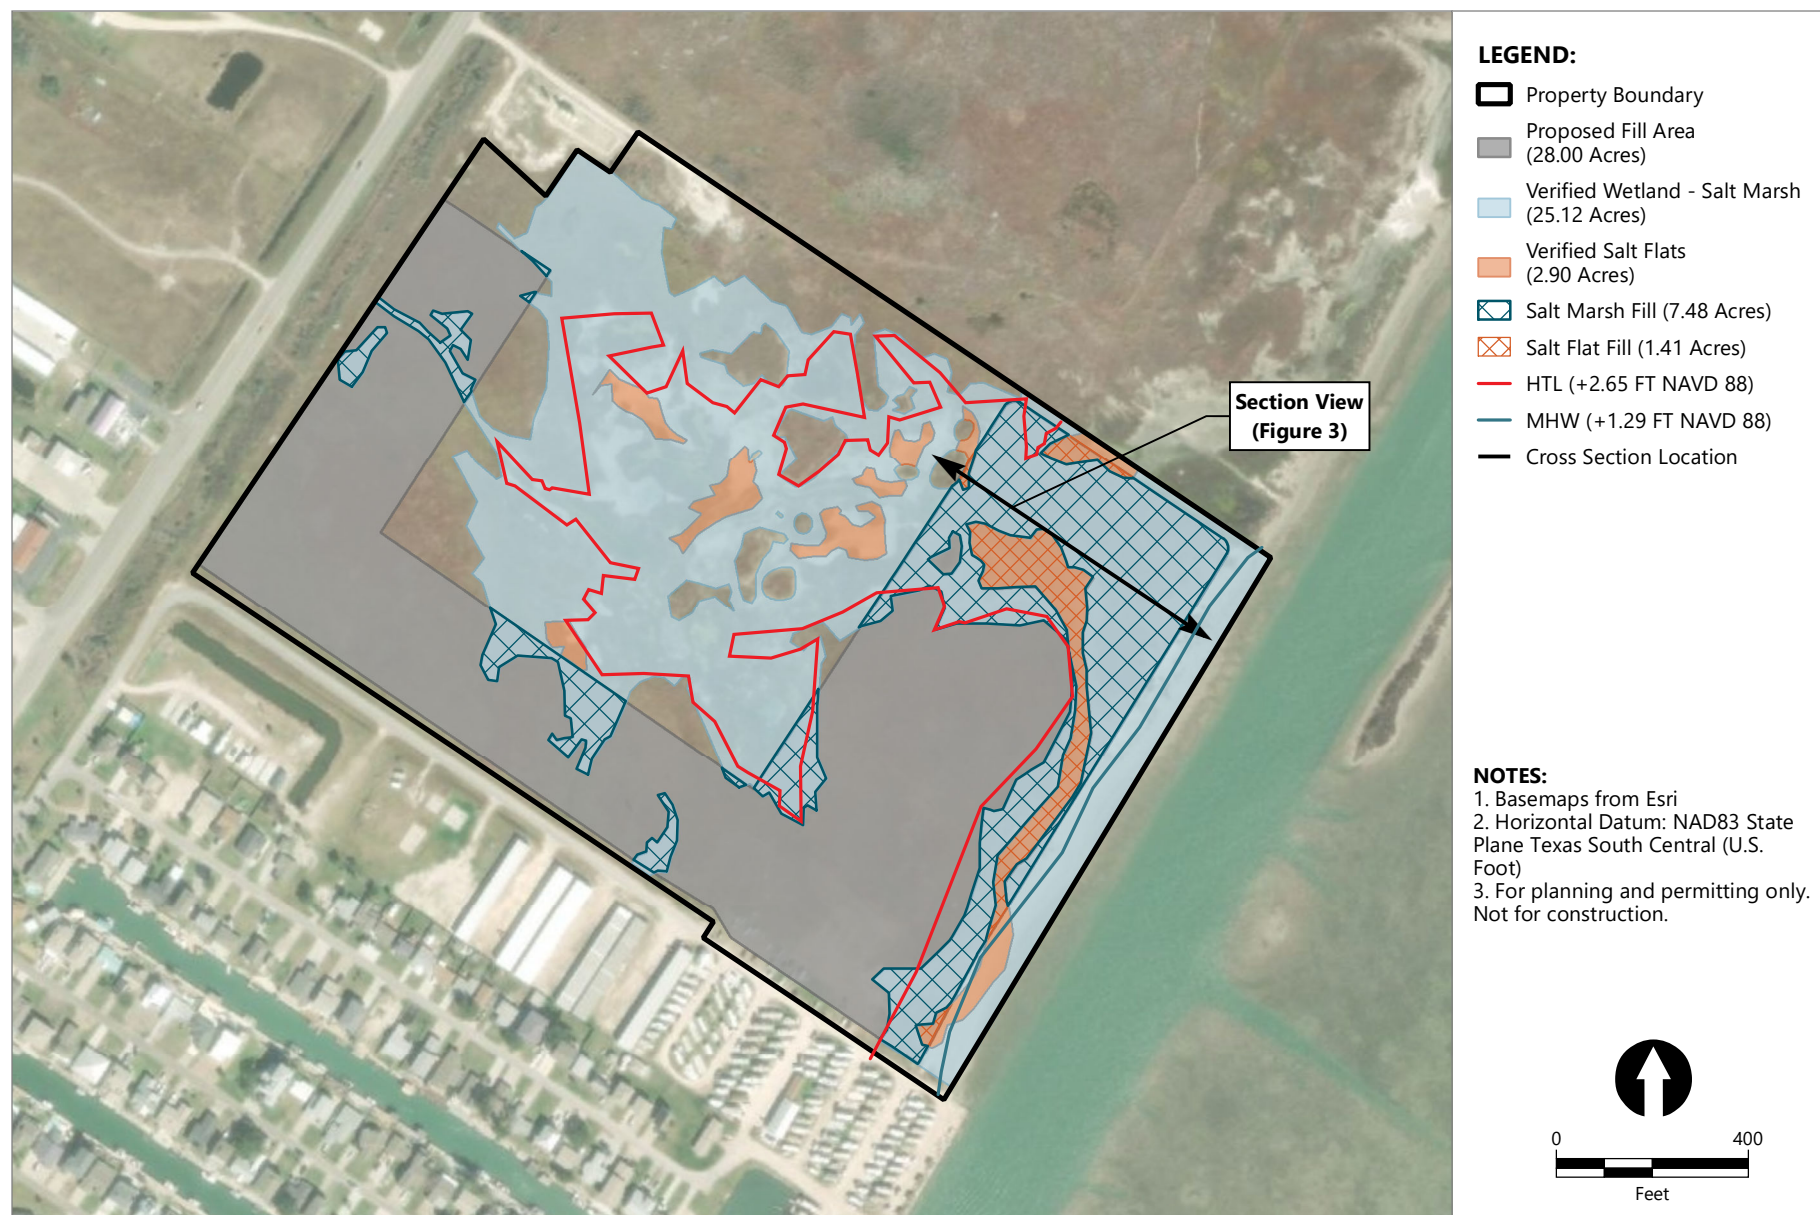 LEGEND:
Property Boundary
Proposed Fill Area
(28.00 Acres)
Verified Wetland - Salt Marsh
(25.12 Acres)
Verified Salt Flats
(2.90 Acres)
Salt Marsh Fill (7.48 Acres)
Salt Flat Fill (1.41 Acres)
HTL (+2.65 FT NAVD 88)
MHW (+1.29 FT NAVD 88)
Cross Section Location
Section View
(Figure 3)
NOTES:
1. Basemaps from Esri
2. Horizontal Datum: NAD83 State
Plane Texas South Central (U.S.
Foot)
3. For planning and permitting only.
Not for construction.
0 400
Feet